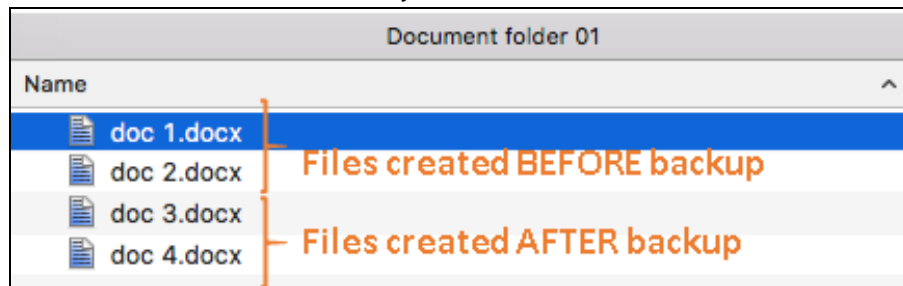 Document folder 01
Name
doc 1.docx
doc 2.docx
Files created BEFORE backup
doc 3.docx
doc 4.docx
Files created AFTER backup